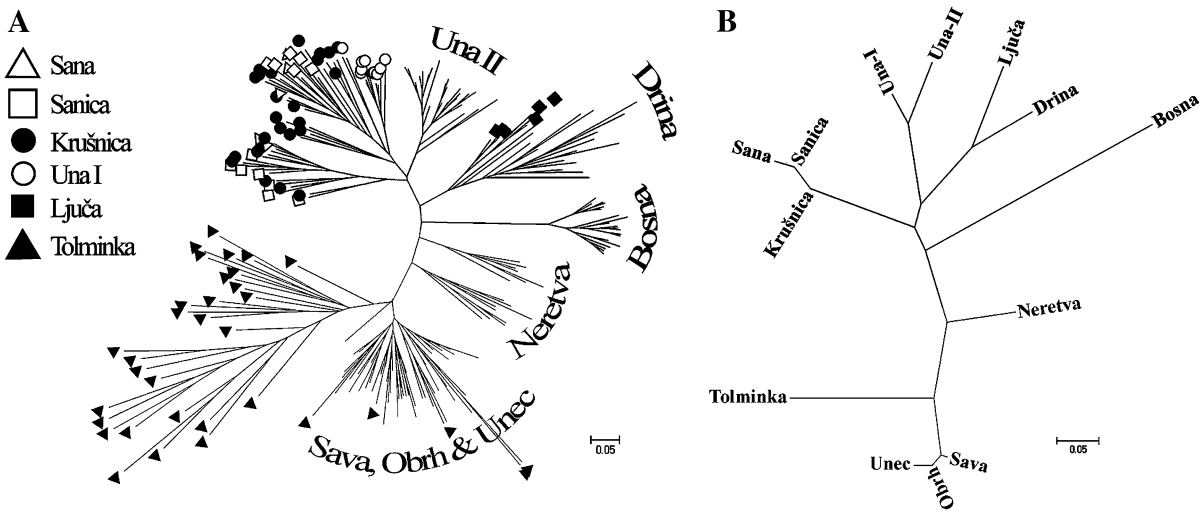 A
Sana
Sanica
Krušnica
Una I
Ljuča
Tolminka
Una II
Drina
Bosna
Neretva
Sava, Obrh & Unec
0.05
B
Una-I
Una-II
Ljuča
Drina
Bosna
Sana
Sanica
Krušnica
Neretva
Tolminka
Unec
Obrh
Sava
0.05